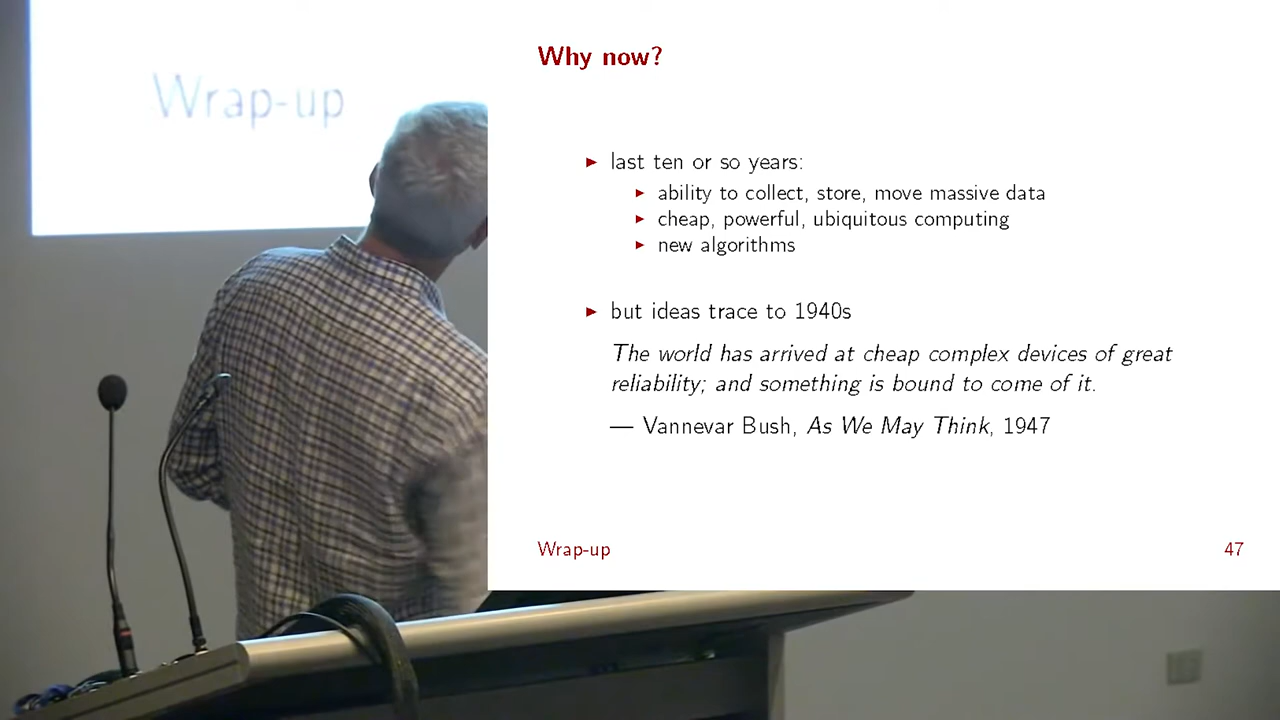 Wrap-up
Why now?
▶ last ten or so years:
▶ ability to collect, store, move massive data
▶ cheap, powerful, ubiquitous computing
▶ new algorithms
▶ but ideas trace to 1940s
The world has arrived at cheap complex devices of great
reliability; and something is bound to come of it.
— Vannevar Bush, As We May Think, 1947
Wrap-up 47